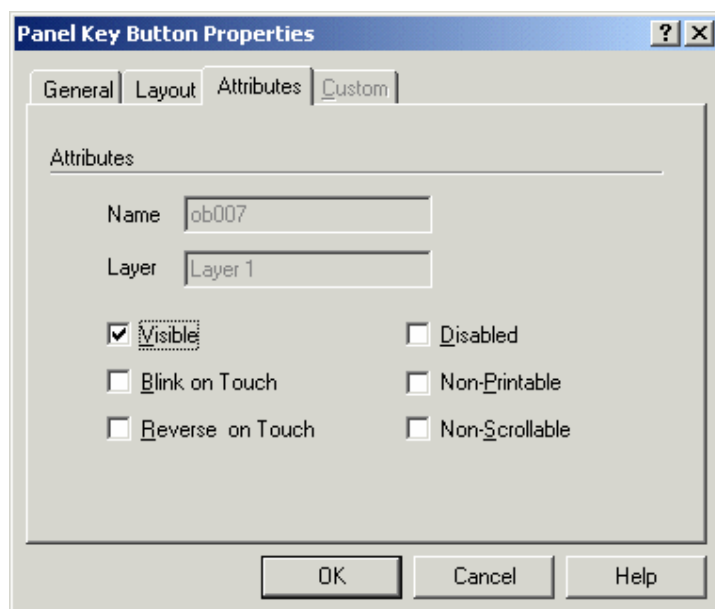 Panel Key Button Properties
General Layout Attributes Custom
Attributes
Name ob007
Layer Layer 1
Visible Disabled
Blink on Touch Non-Printable
Reverse on Touch Non-Scrollable
OK Cancel Help